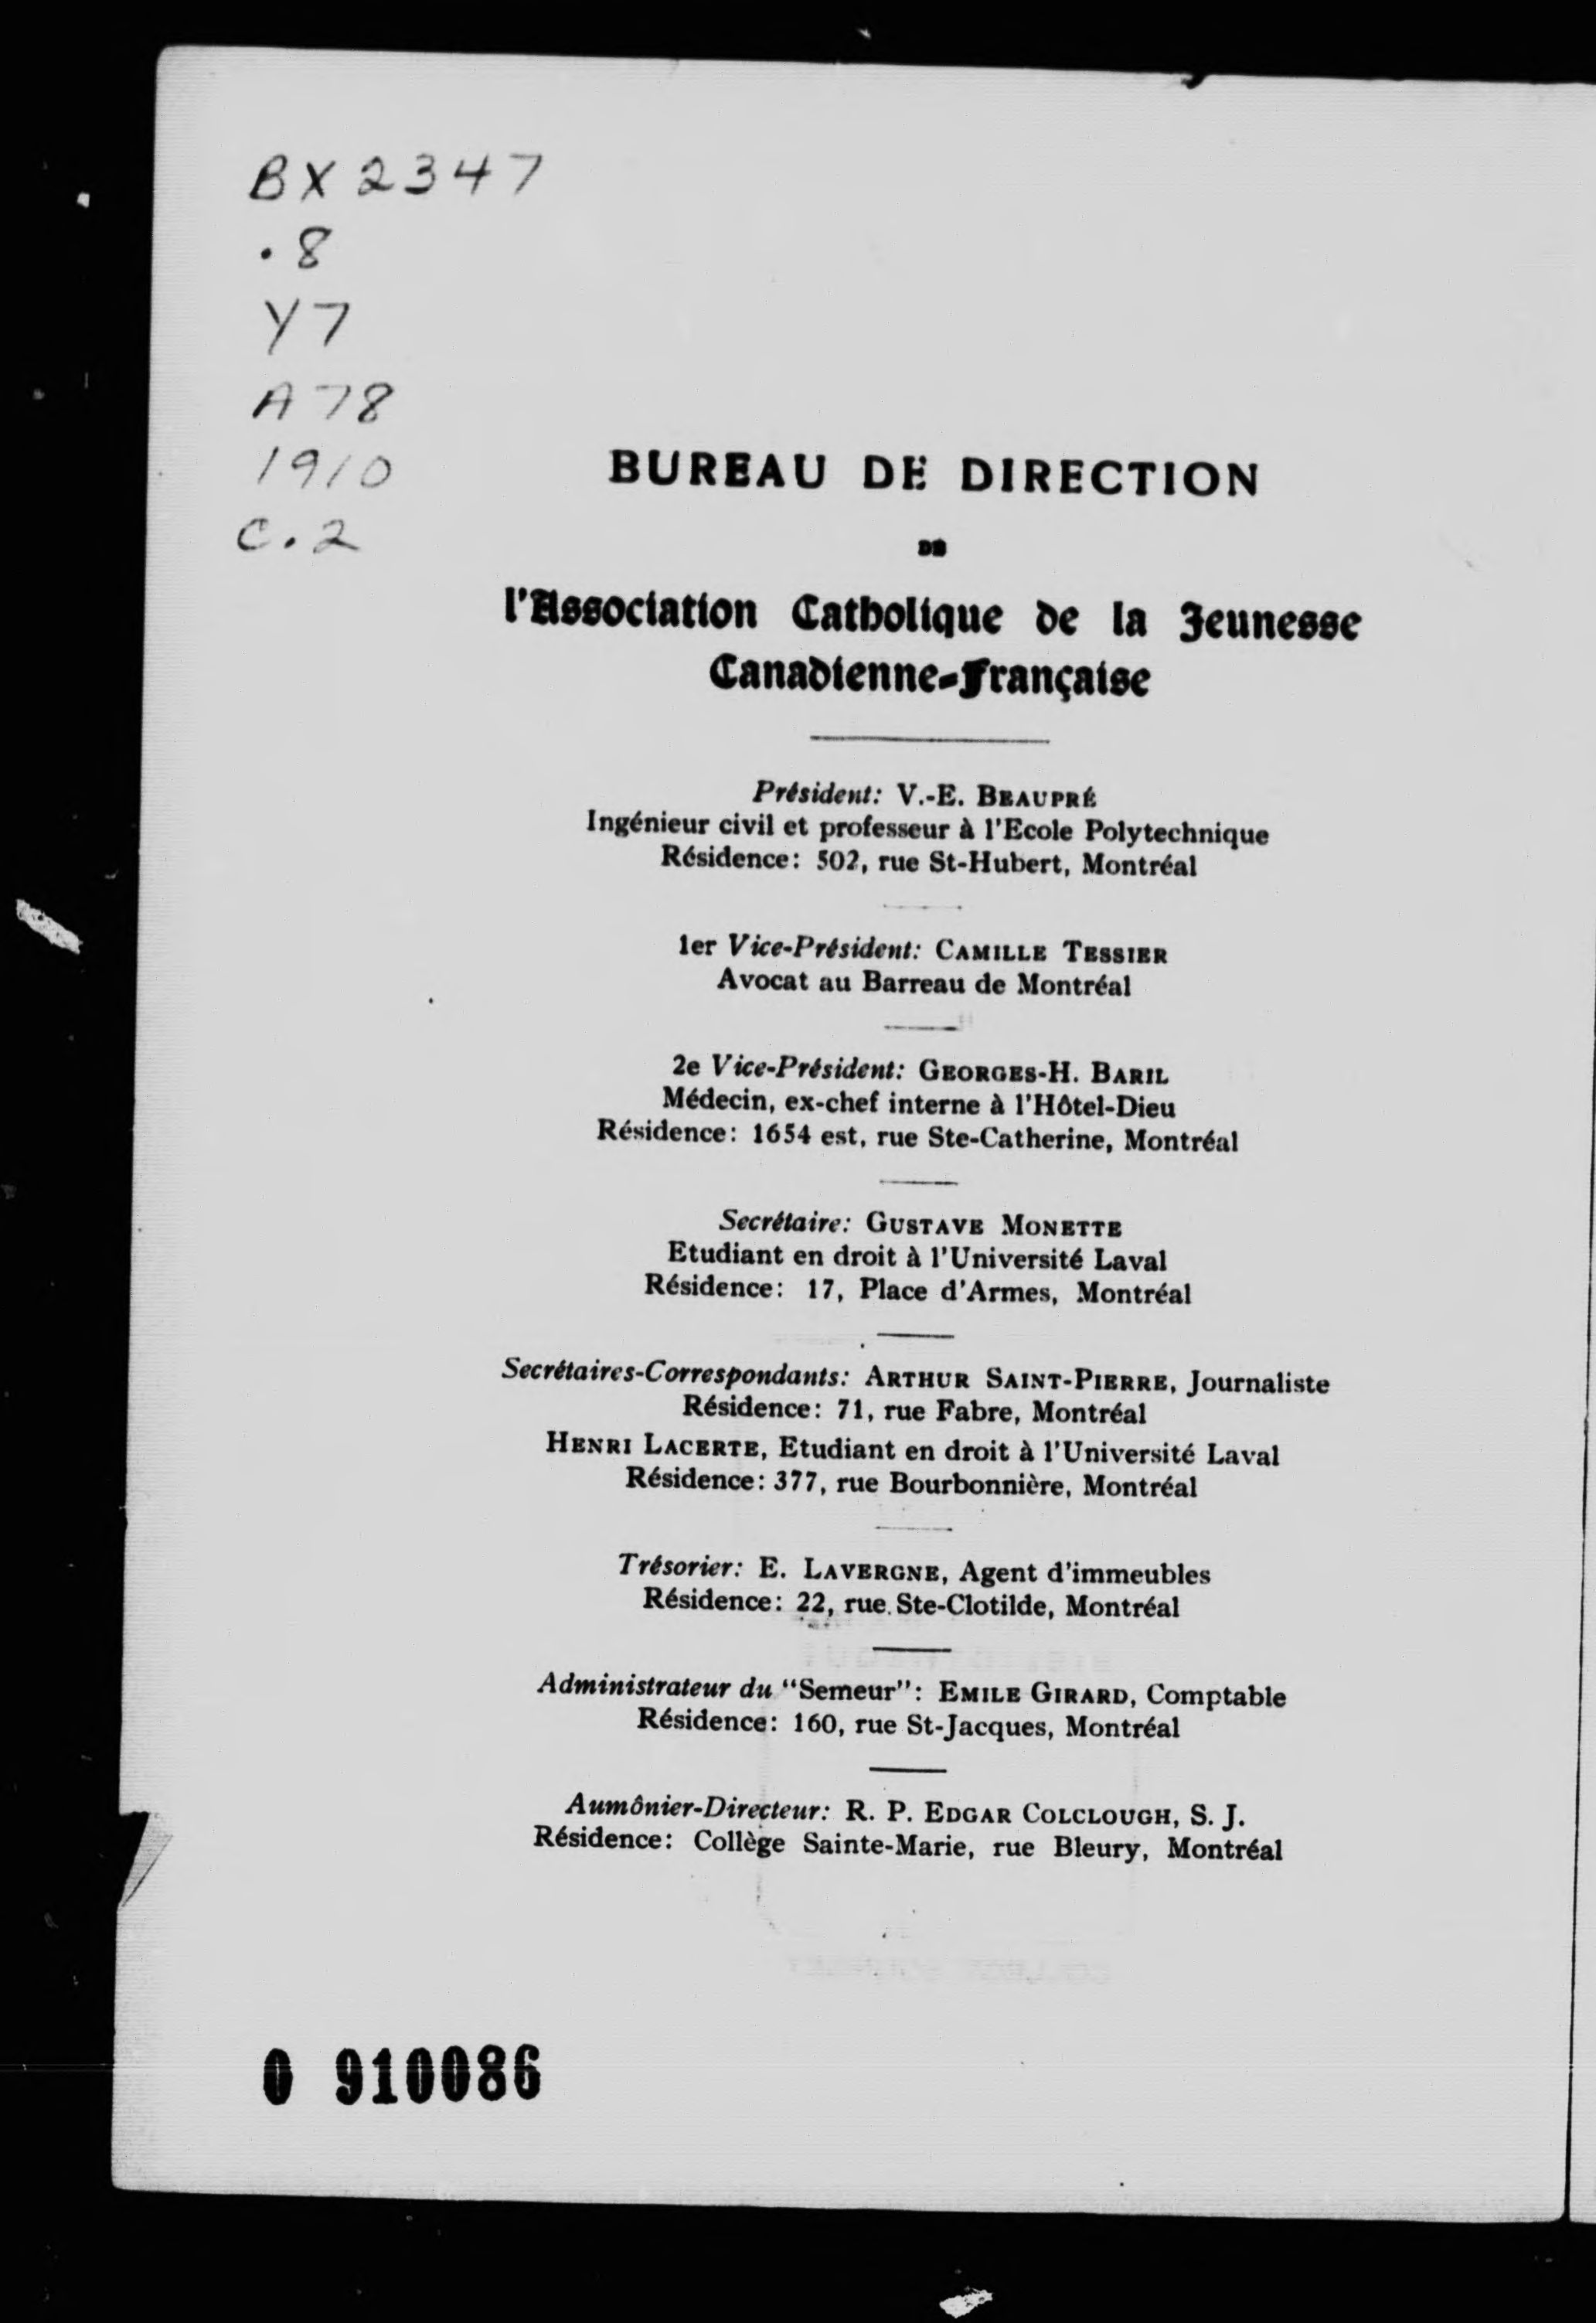 BX2347
.8
Y7
A78
1910
C.2
BUREAU DE DIRECTION
DE
l'Association Catholique de la Jeunesse
Canadienne-Française
Président: V.-E. BEAUPRÉ
Ingénieur civil et professeur à l'Ecole Polytechnique
Résidence: 502, rue St-Hubert, Montréal
1er Vice-Président: CAMILLE TESSIER
Avocat au Barreau de Montréal
2e Vice-Président: GEORGES-H. BARIL
Médecin, ex-chef interne à l'Hôtel-Dieu
Résidence: 1654 est, rue Ste-Catherine, Montréal
Secrétaire: GUSTAVE MONETTE
Etudiant en droit à l'Université Laval
Résidence: 17, Place d'Armes, Montréal
Secrétaires-Correspondants: ARTHUR SAINT-PIERRE, Journaliste
Résidence: 71, rue Fabre, Montréal
HENRI LACERTE, Etudiant en droit à l'Université Laval
Résidence: 377, rue Bourbonnière, Montréal
Trésorier: E. LAVERGNE, Agent d'immeubles
Résidence: 22, rue Ste-Clotilde, Montréal
Administrateur du "Semeur": EMILE GIRARD, Comptable
Résidence: 160, rue St-Jacques, Montréal
Aumônier-Directeur: R. P. EDGAR COLCLOUGH, S. J.
Résidence: Collège Sainte-Marie, rue Bleury, Montréal
0 910086